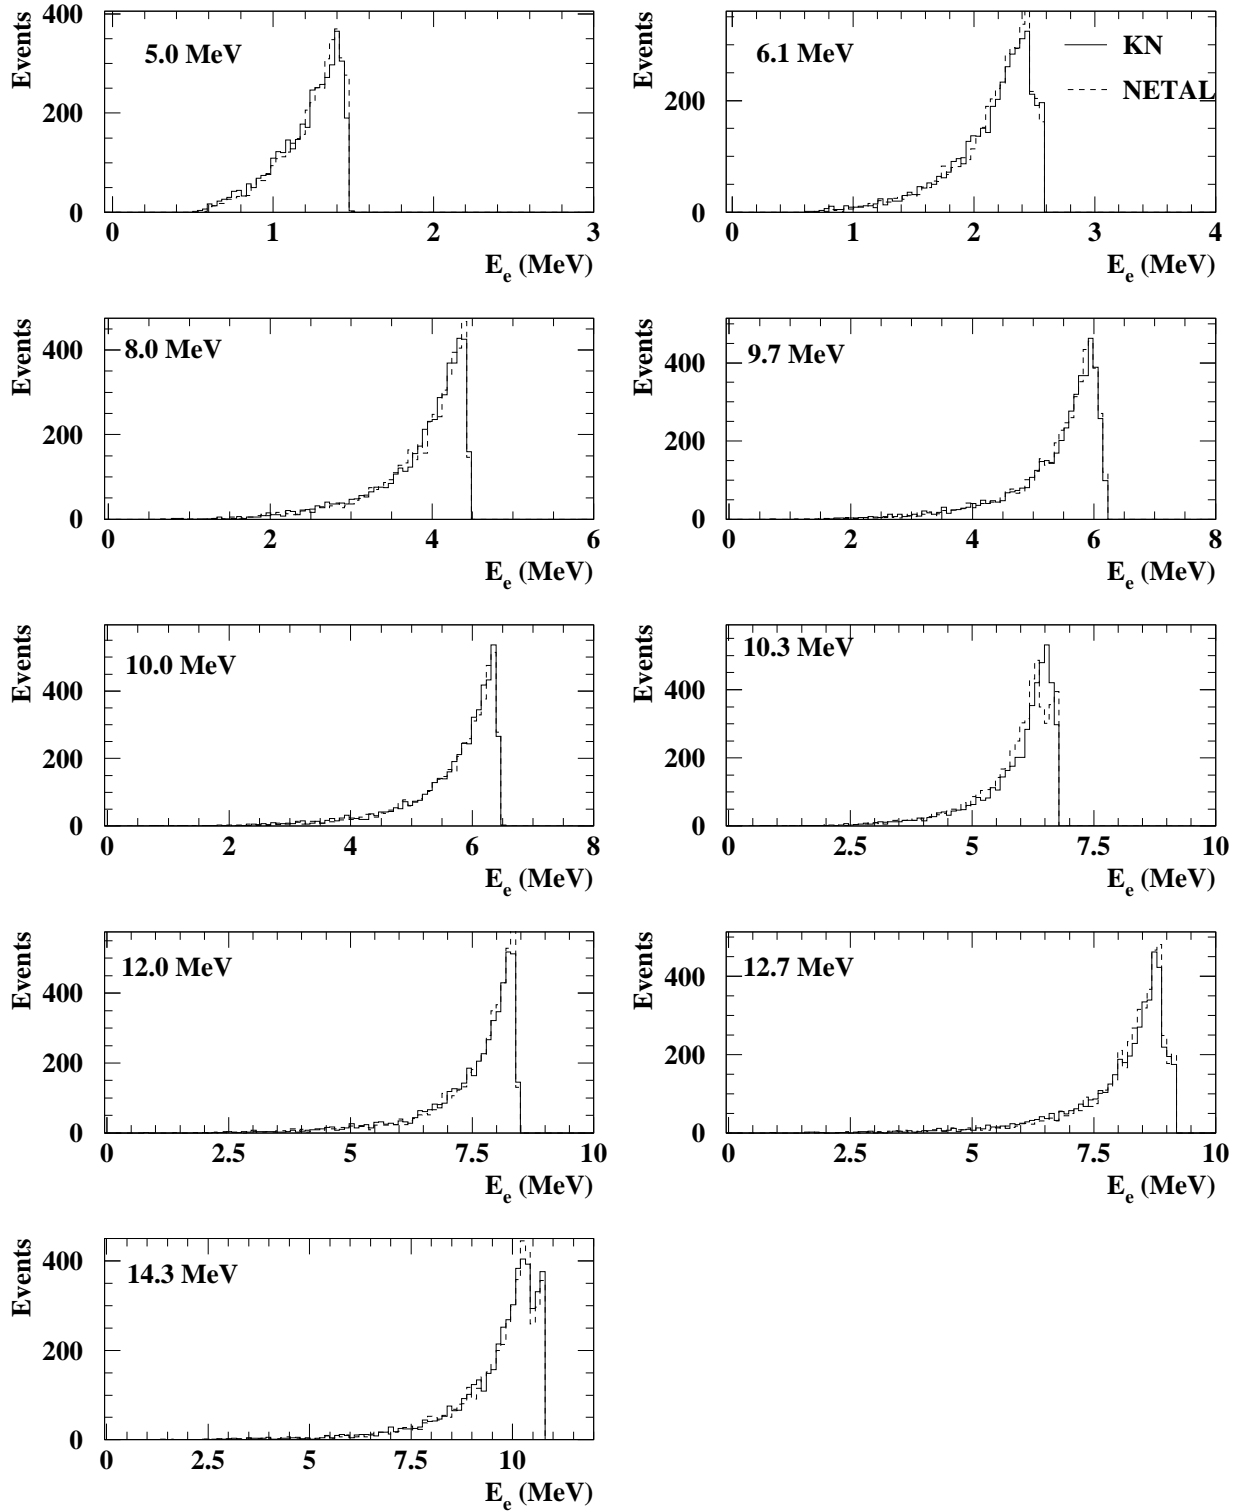 Events
400
200
0
5.0 MeV
0 1 2 3
E_e (MeV)
Events
200
0
6.1 MeV
KN
NETAL
0 1 2 3 4
E_e (MeV)
Events
400
200
0
8.0 MeV
0 2 4 6
E_e (MeV)
Events
400
200
0
9.7 MeV
0 2 4 6 8
E_e (MeV)
Events
400
200
0
10.0 MeV
0 2 4 6 8
E_e (MeV)
Events
400
200
0
10.3 MeV
0 2.5 5 7.5 10
E_e (MeV)
Events
400
200
0
12.0 MeV
0 2.5 5 7.5 10
E_e (MeV)
Events
400
200
0
12.7 MeV
0 2.5 5 7.5 10
E_e (MeV)
Events
400
200
0
14.3 MeV
0 2.5 5 7.5 10
E_e (MeV)